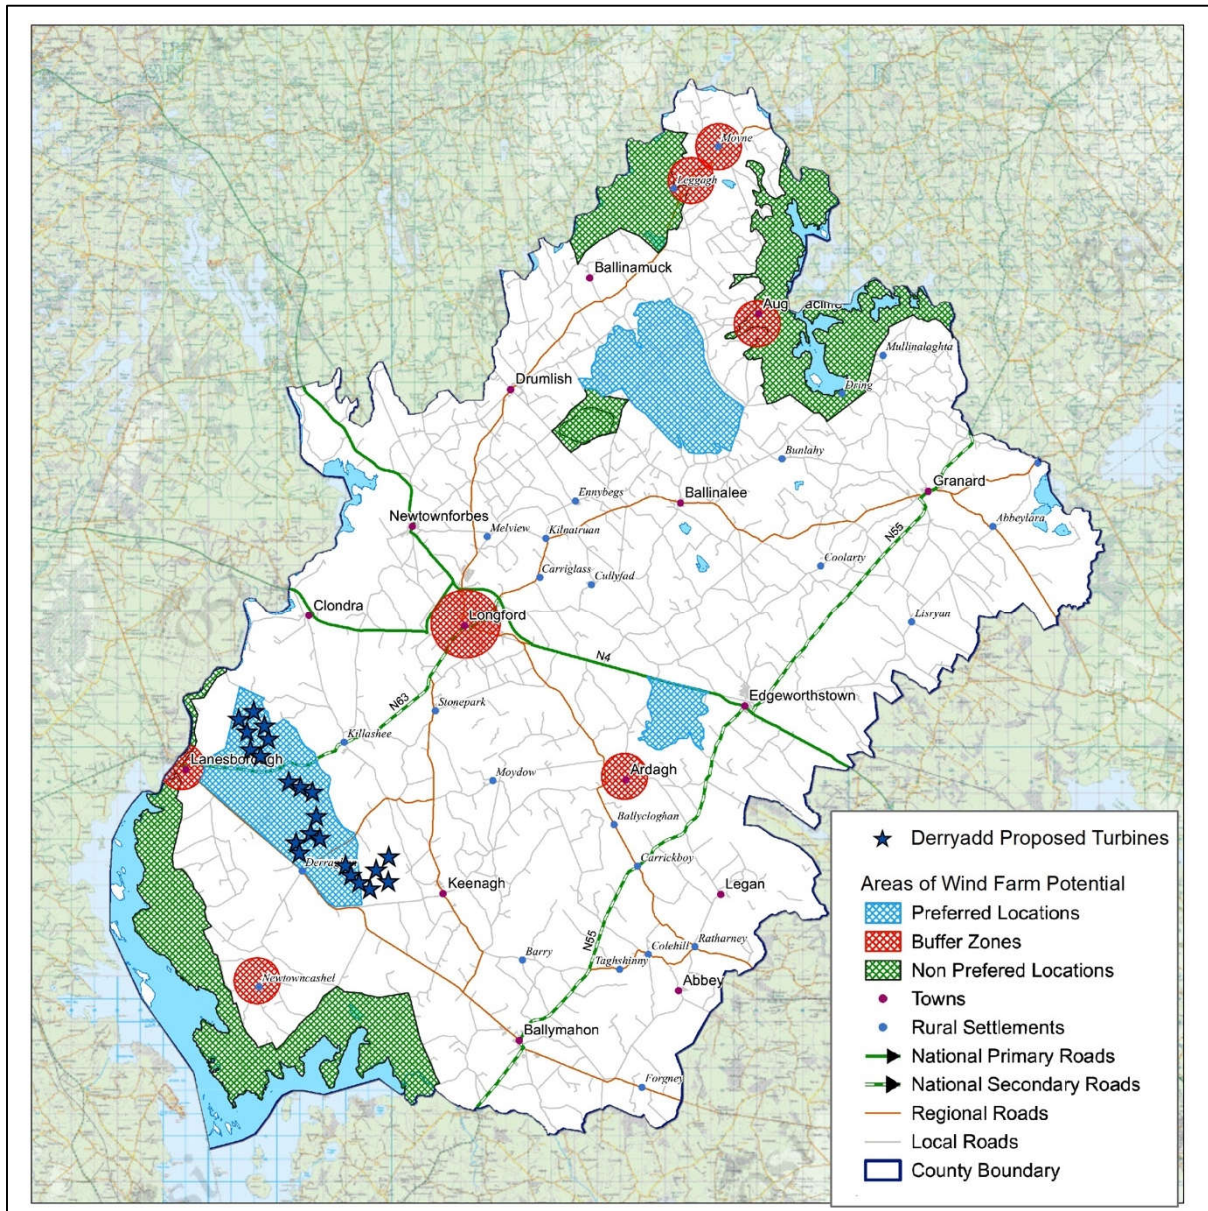 Moyne
Leggagh
Ballinamuck
Aug
Mullinalaghta
Drumlish
Dring
Bunlahy
Granard
Ennybegs
Ballinalee
Newtownforbes
Melview
Kilnatruan
Abbeylara
N55
Carriglass
Cullyfad
Coolarty
Clondra
Longford
Lisryan
N4
Edgeworthstown
N63
Stonepark
Killashee
Lanesborough
Moydow
Ardagh
Ballycloghan
Carrickboy
Keenagh
Legan
N55
Colehill
Ratharney
Barry
Taghshinny
Newtowncashel
Abbey
Ballymahon
Forgney
Derryadd Proposed Turbines
Areas of Wind Farm Potential
Preferred Locations
Buffer Zones
Non Prefered Locations
Towns
Rural Settlements
National Primary Roads
National Secondary Roads
Regional Roads
Local Roads
County Boundary